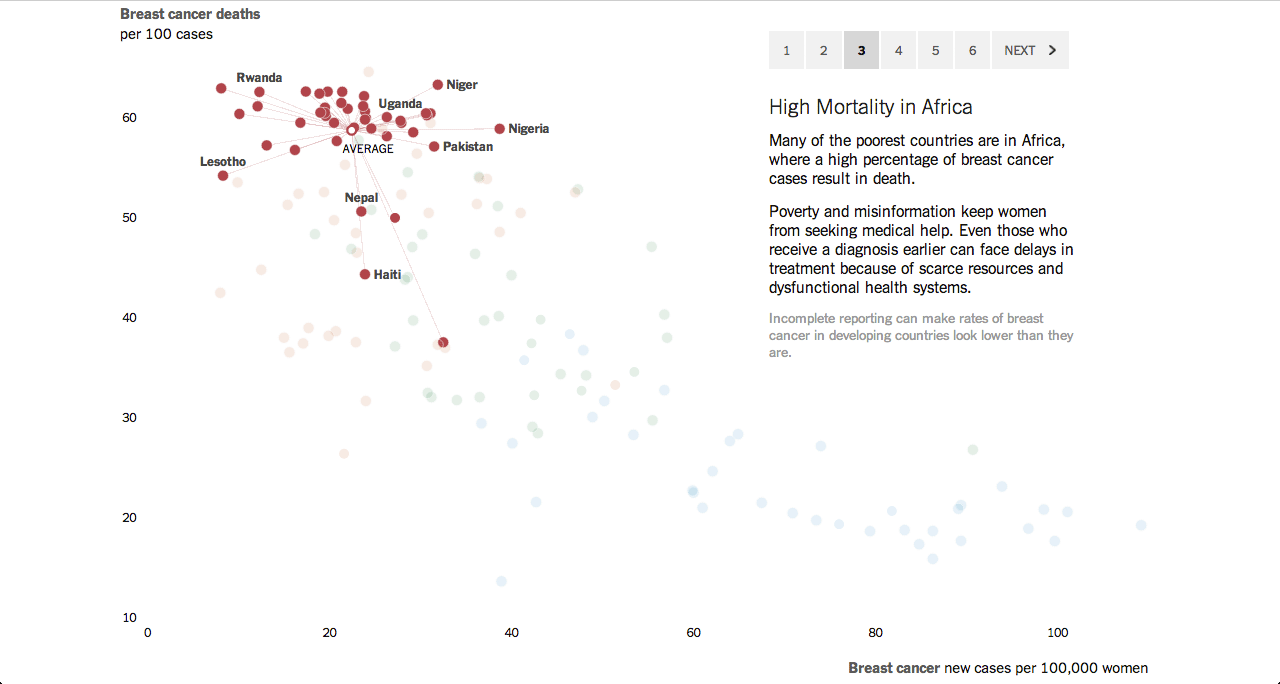 Breast cancer deaths
per 100 cases
1 2 3 4 5 6 NEXT
Rwanda
Niger
Uganda
60
Nigeria
AVERAGE
Pakistan
Lesotho
Nepal
50
Haiti
40
30
20
10
0 20 40 60 80 100
Breast cancer new cases per 100,000 women
High Mortality in Africa
Many of the poorest countries are in Africa,
where a high percentage of breast cancer
cases result in death.
Poverty and misinformation keep women
from seeking medical help. Even those who
receive a diagnosis earlier can face delays in
treatment because of scarce resources and
dysfunctional health systems.
Incomplete reporting can make rates of breast
cancer in developing countries look lower than they
are.